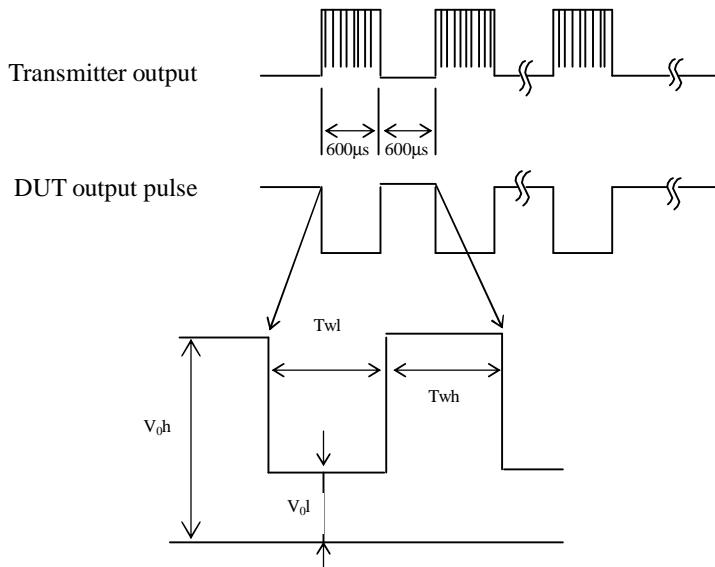 Transmitter output
600μs 600μs
DUT output pulse
Twl
Twh
V₀h
V₀l